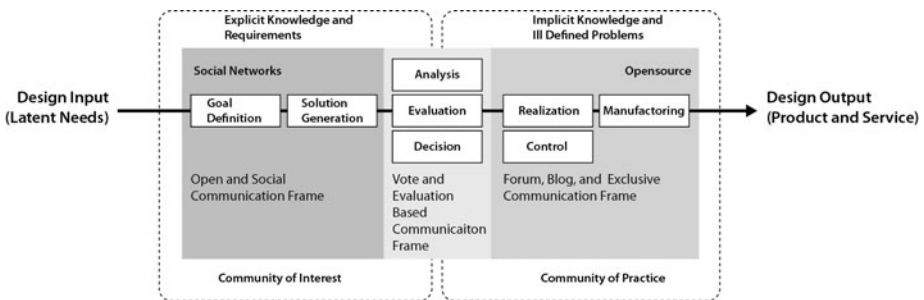 Explicit Knowledge and
Requirements
Implicit Knowledge and
Ill Defined Problems
Social Networks
Analysis
Opensource
Design Input
(Latent Needs)
Goal
Definition
Solution
Generation
Evaluation
Realization
Manufactoring
Design Output
(Product and Service)
Decision
Control
Open and Social
Communication Frame
Vote and
Evaluation
Based
Communicaiton
Frame
Forum, Blog, and Exclusive
Communication Frame
Community of Interest
Community of Practice